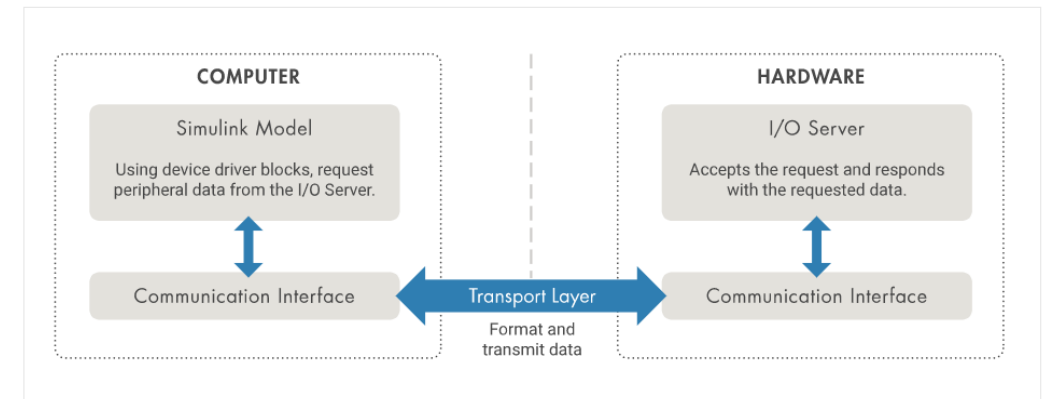 COMPUTER
Simulink Model
Using device driver blocks, request
peripheral data from the I/O Server.
Communication Interface
Transport Layer
Format and
transmit data
HARDWARE
I/O Server
Accepts the request and responds
with the requested data.
Communication Interface